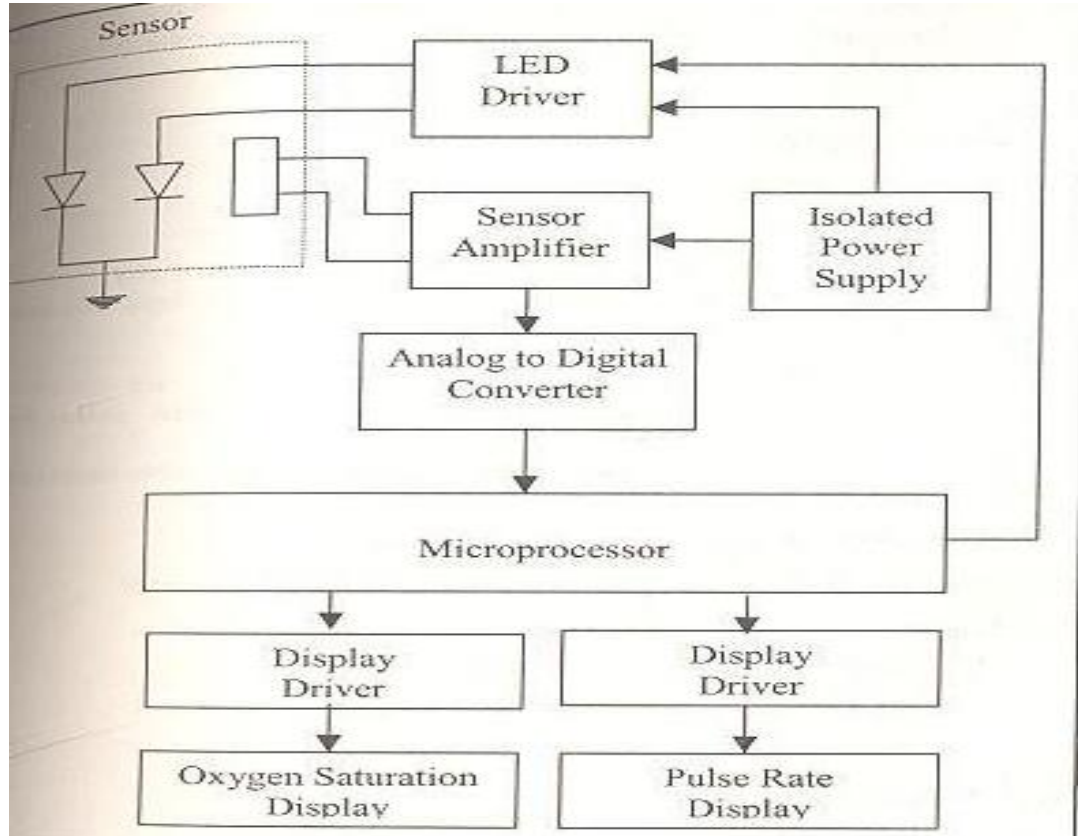 Sensor
LED
Driver
Sensor
Amplifier
Isolated
Power
Supply
Analog to Digital
Converter
Microprocessor
Display
Driver
Display
Driver
Oxygen Saturation
Display
Pulse Rate
Display